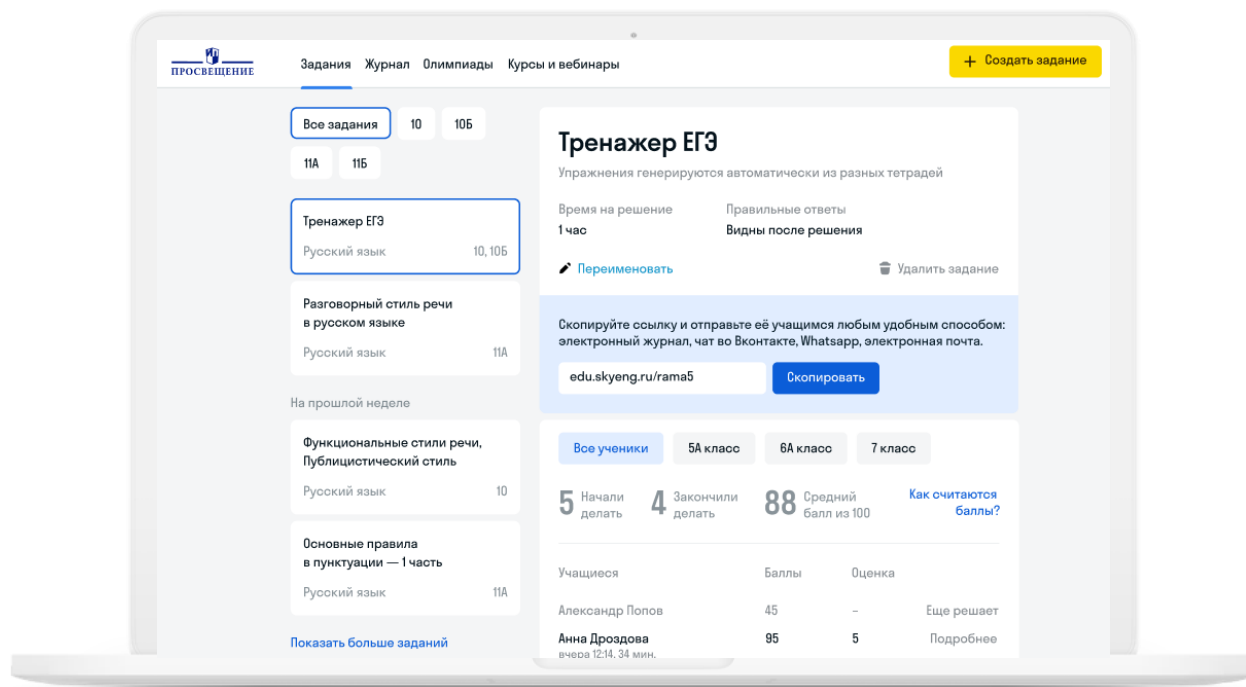 ПРОСВЕЩЕНИЕ
Задания Журнал Олимпиады Курсы и вебинары
+ Создать задание
Все задания 10 10Б
11А 11Б
Тренажер ЕГЭ
Русский язык 10, 10Б
Разговорный стиль речи
в русском языке
Русский язык 11А
На прошлой неделе
Функциональные стили речи,
Публицистический стиль
Русский язык 10
Основные правила
в пунктуации — 1 часть
Русский язык 11А
Показать больше заданий
Тренажер ЕГЭ
Упражнения генерируются автоматически из разных тетрадей
Время на решение Правильные ответы
1 час Видны после решения
Переименовать Удалить задание
Скопируйте ссылку и отправьте её учащимся любым удобным способом:
электронный журнал, чат во Вконтакте, Whatsapp, электронная почта.
edu.skyeng.ru/rama5 Скопировать
Все ученики 5А класс 6А класс 7 класс
5 Начали делать 4 Закончили делать 88 Средний балл из 100 Как считаются баллы?
Учащиеся Баллы Оценка
Александр Попов 45 – Еще решает
Анна Дроздова 95 5 Подробнее
вчера 12:14, 34 мин.